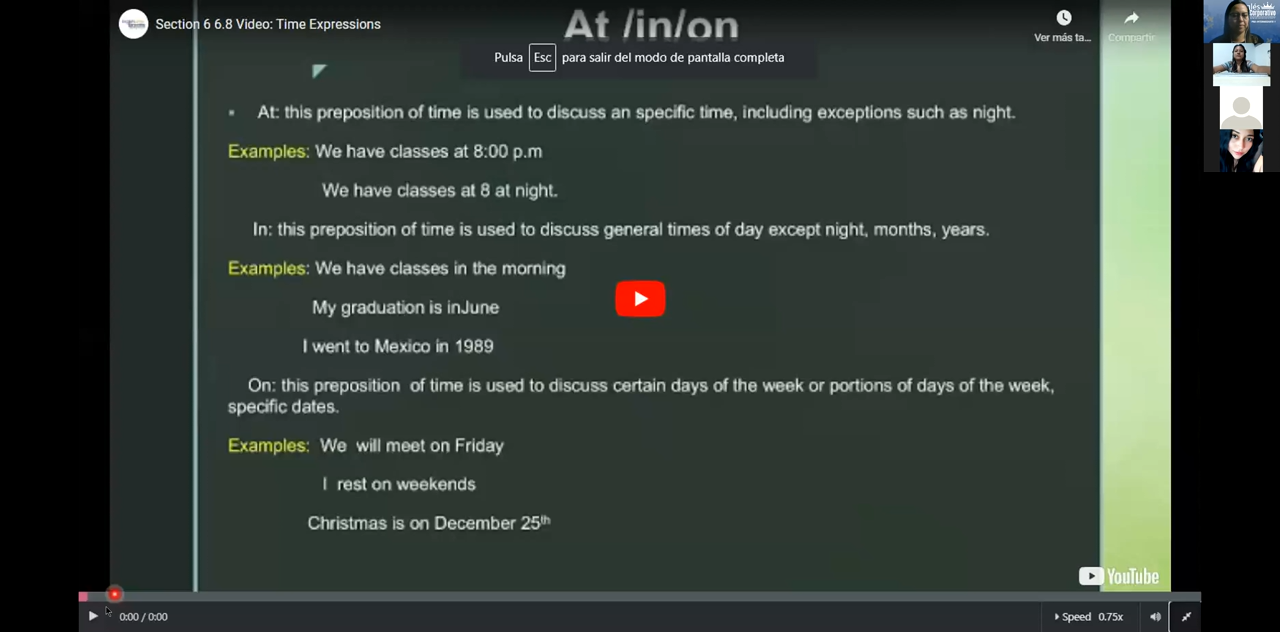 Section 6 6.8 Video: Time Expressions
At /in/on
Ver más ta...
Compartir
Pulsa Esc para salir del modo de pantalla completa
At: this preposition of time is used to discuss an specific time, including exceptions such as night.
Examples: We have classes at 8:00 p.m
We have classes at 8 at night.
In: this preposition of time is used to discuss general times of day except night, months, years.
Examples: We have classes in the morning
My graduation is inJune
I went to Mexico in 1989
On: this preposition of time is used to discuss certain days of the week or portions of days of the week,
specific dates.
Examples: We will meet on Friday
I rest on weekends
Christmas is on December 25th
YouTube
0:00 / 0:00
Speed 0.75x